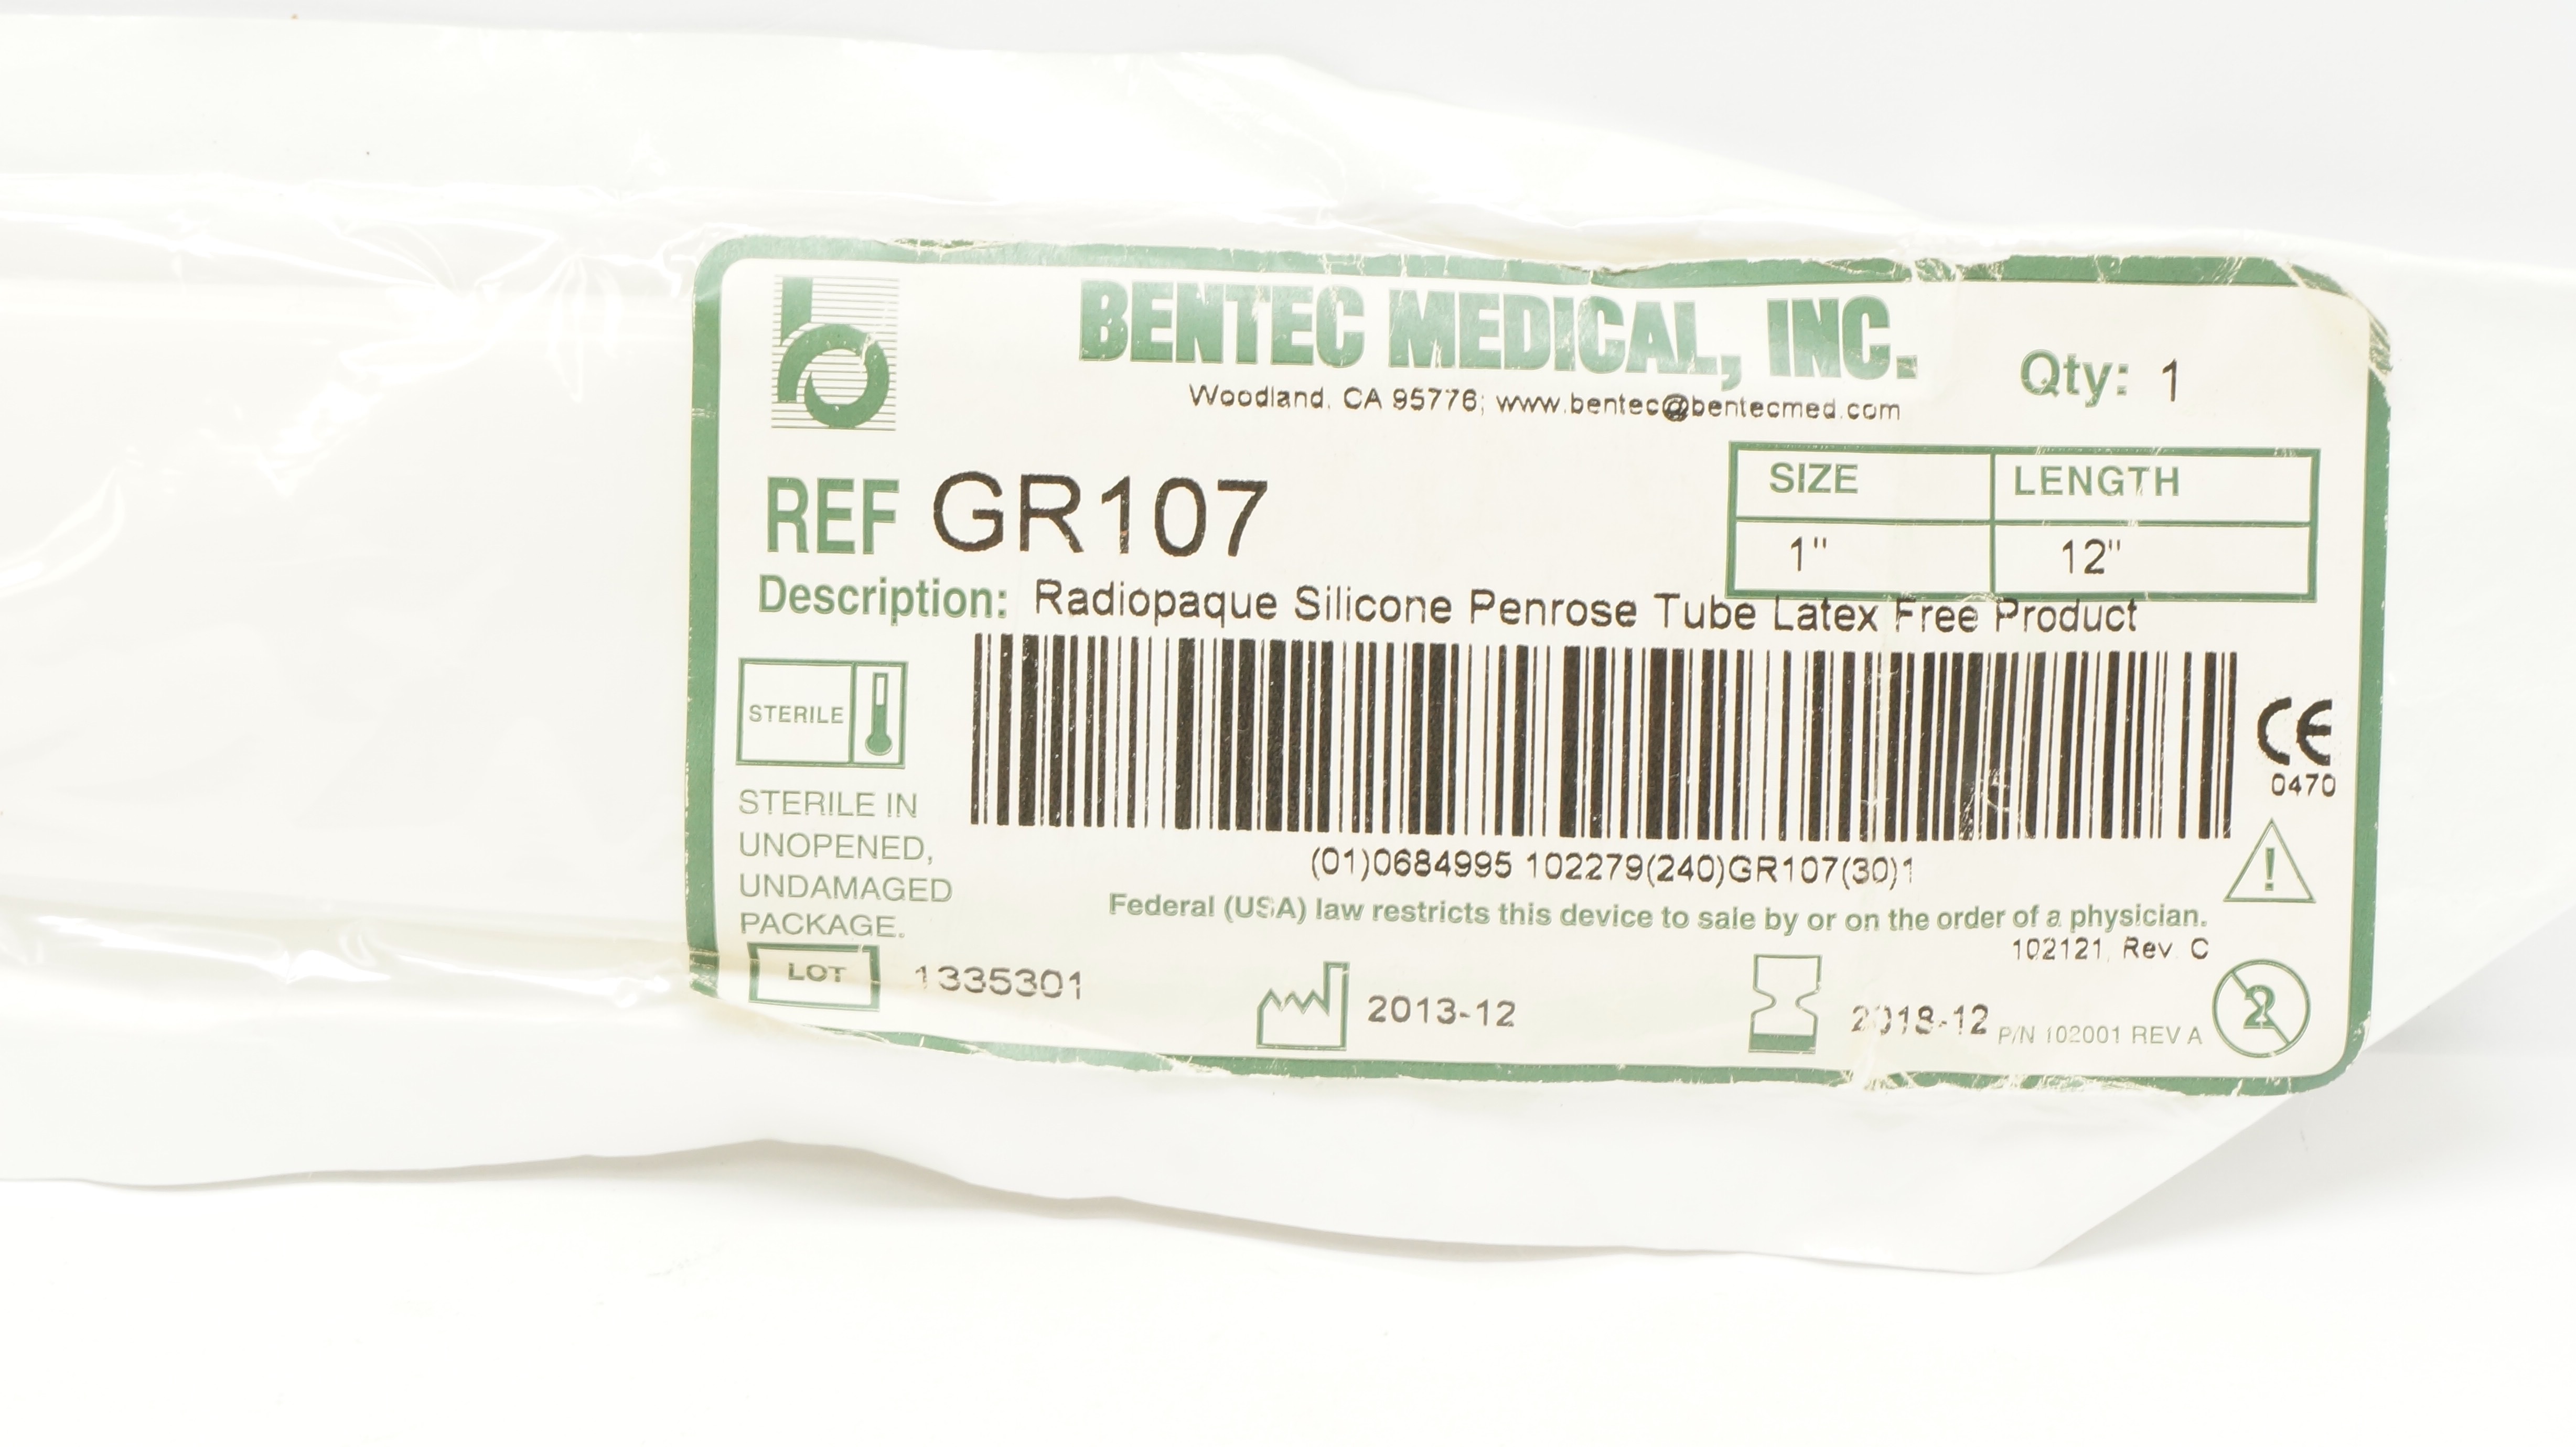 BENTEC MEDICAL, INC.
Woodland, CA 95776; www.bentec@bentecmed.com
Qty: 1
REF GR107
SIZE LENGTH
1" 12"
Description: Radiopaque Silicone Penrose Tube Latex Free Product
STERILE
STERILE IN
UNOPENED,
UNDAMAGED
PACKAGE.
CE
0470
(01)0684995 102279(240)GR107(30)1
!
Federal (USA) law restricts this device to sale by or on the order of a physician.
102121, Rev. C
LOT 1335301
2013-12
2018-12
P/N 102001 REV A
2